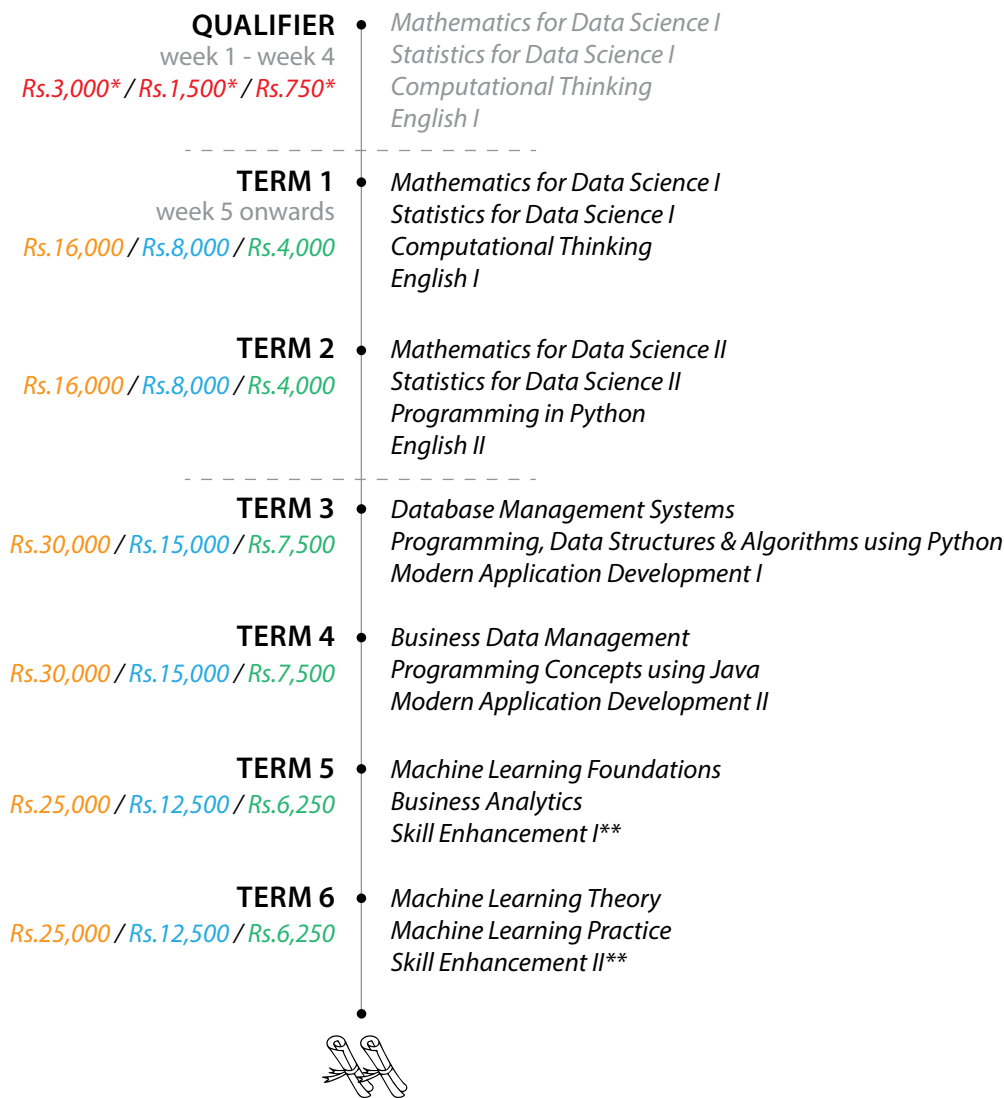 QUALIFIER
week 1 - week 4
Rs.3,000* / Rs.1,500* / Rs.750*
Mathematics for Data Science I
Statistics for Data Science I
Computational Thinking
English I
TERM 1
week 5 onwards
Rs.16,000 / Rs.8,000 / Rs.4,000
Mathematics for Data Science I
Statistics for Data Science I
Computational Thinking
English I
TERM 2
Rs.16,000 / Rs.8,000 / Rs.4,000
Mathematics for Data Science II
Statistics for Data Science II
Programming in Python
English II
TERM 3
Rs.30,000 / Rs.15,000 / Rs.7,500
Database Management Systems
Programming, Data Structures & Algorithms using Python
Modern Application Development I
TERM 4
Rs.30,000 / Rs.15,000 / Rs.7,500
Business Data Management
Programming Concepts using Java
Modern Application Development II
TERM 5
Rs.25,000 / Rs.12,500 / Rs.6,250
Machine Learning Foundations
Business Analytics
Skill Enhancement I**
TERM 6
Rs.25,000 / Rs.12,500 / Rs.6,250
Machine Learning Theory
Machine Learning Practice
Skill Enhancement II**